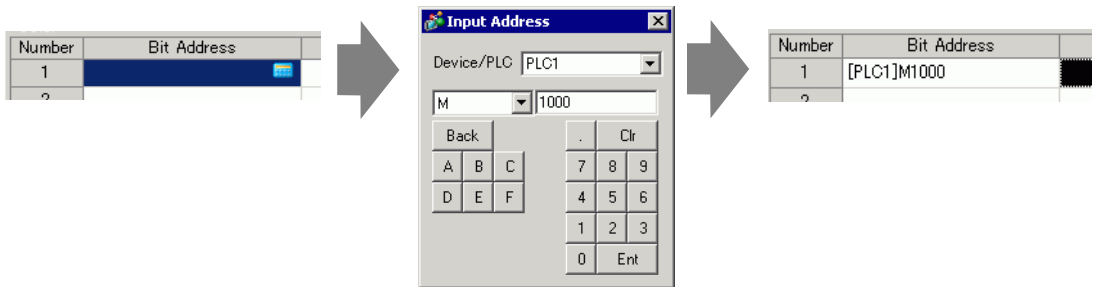 Number Bit Address
1
Input Address
Device/PLC PLC1
M 1000
Back . Clr
A B C 7 8 9
D E F 4 5 6
1 2 3
0 Ent
Number Bit Address
1 [PLC1]M1000